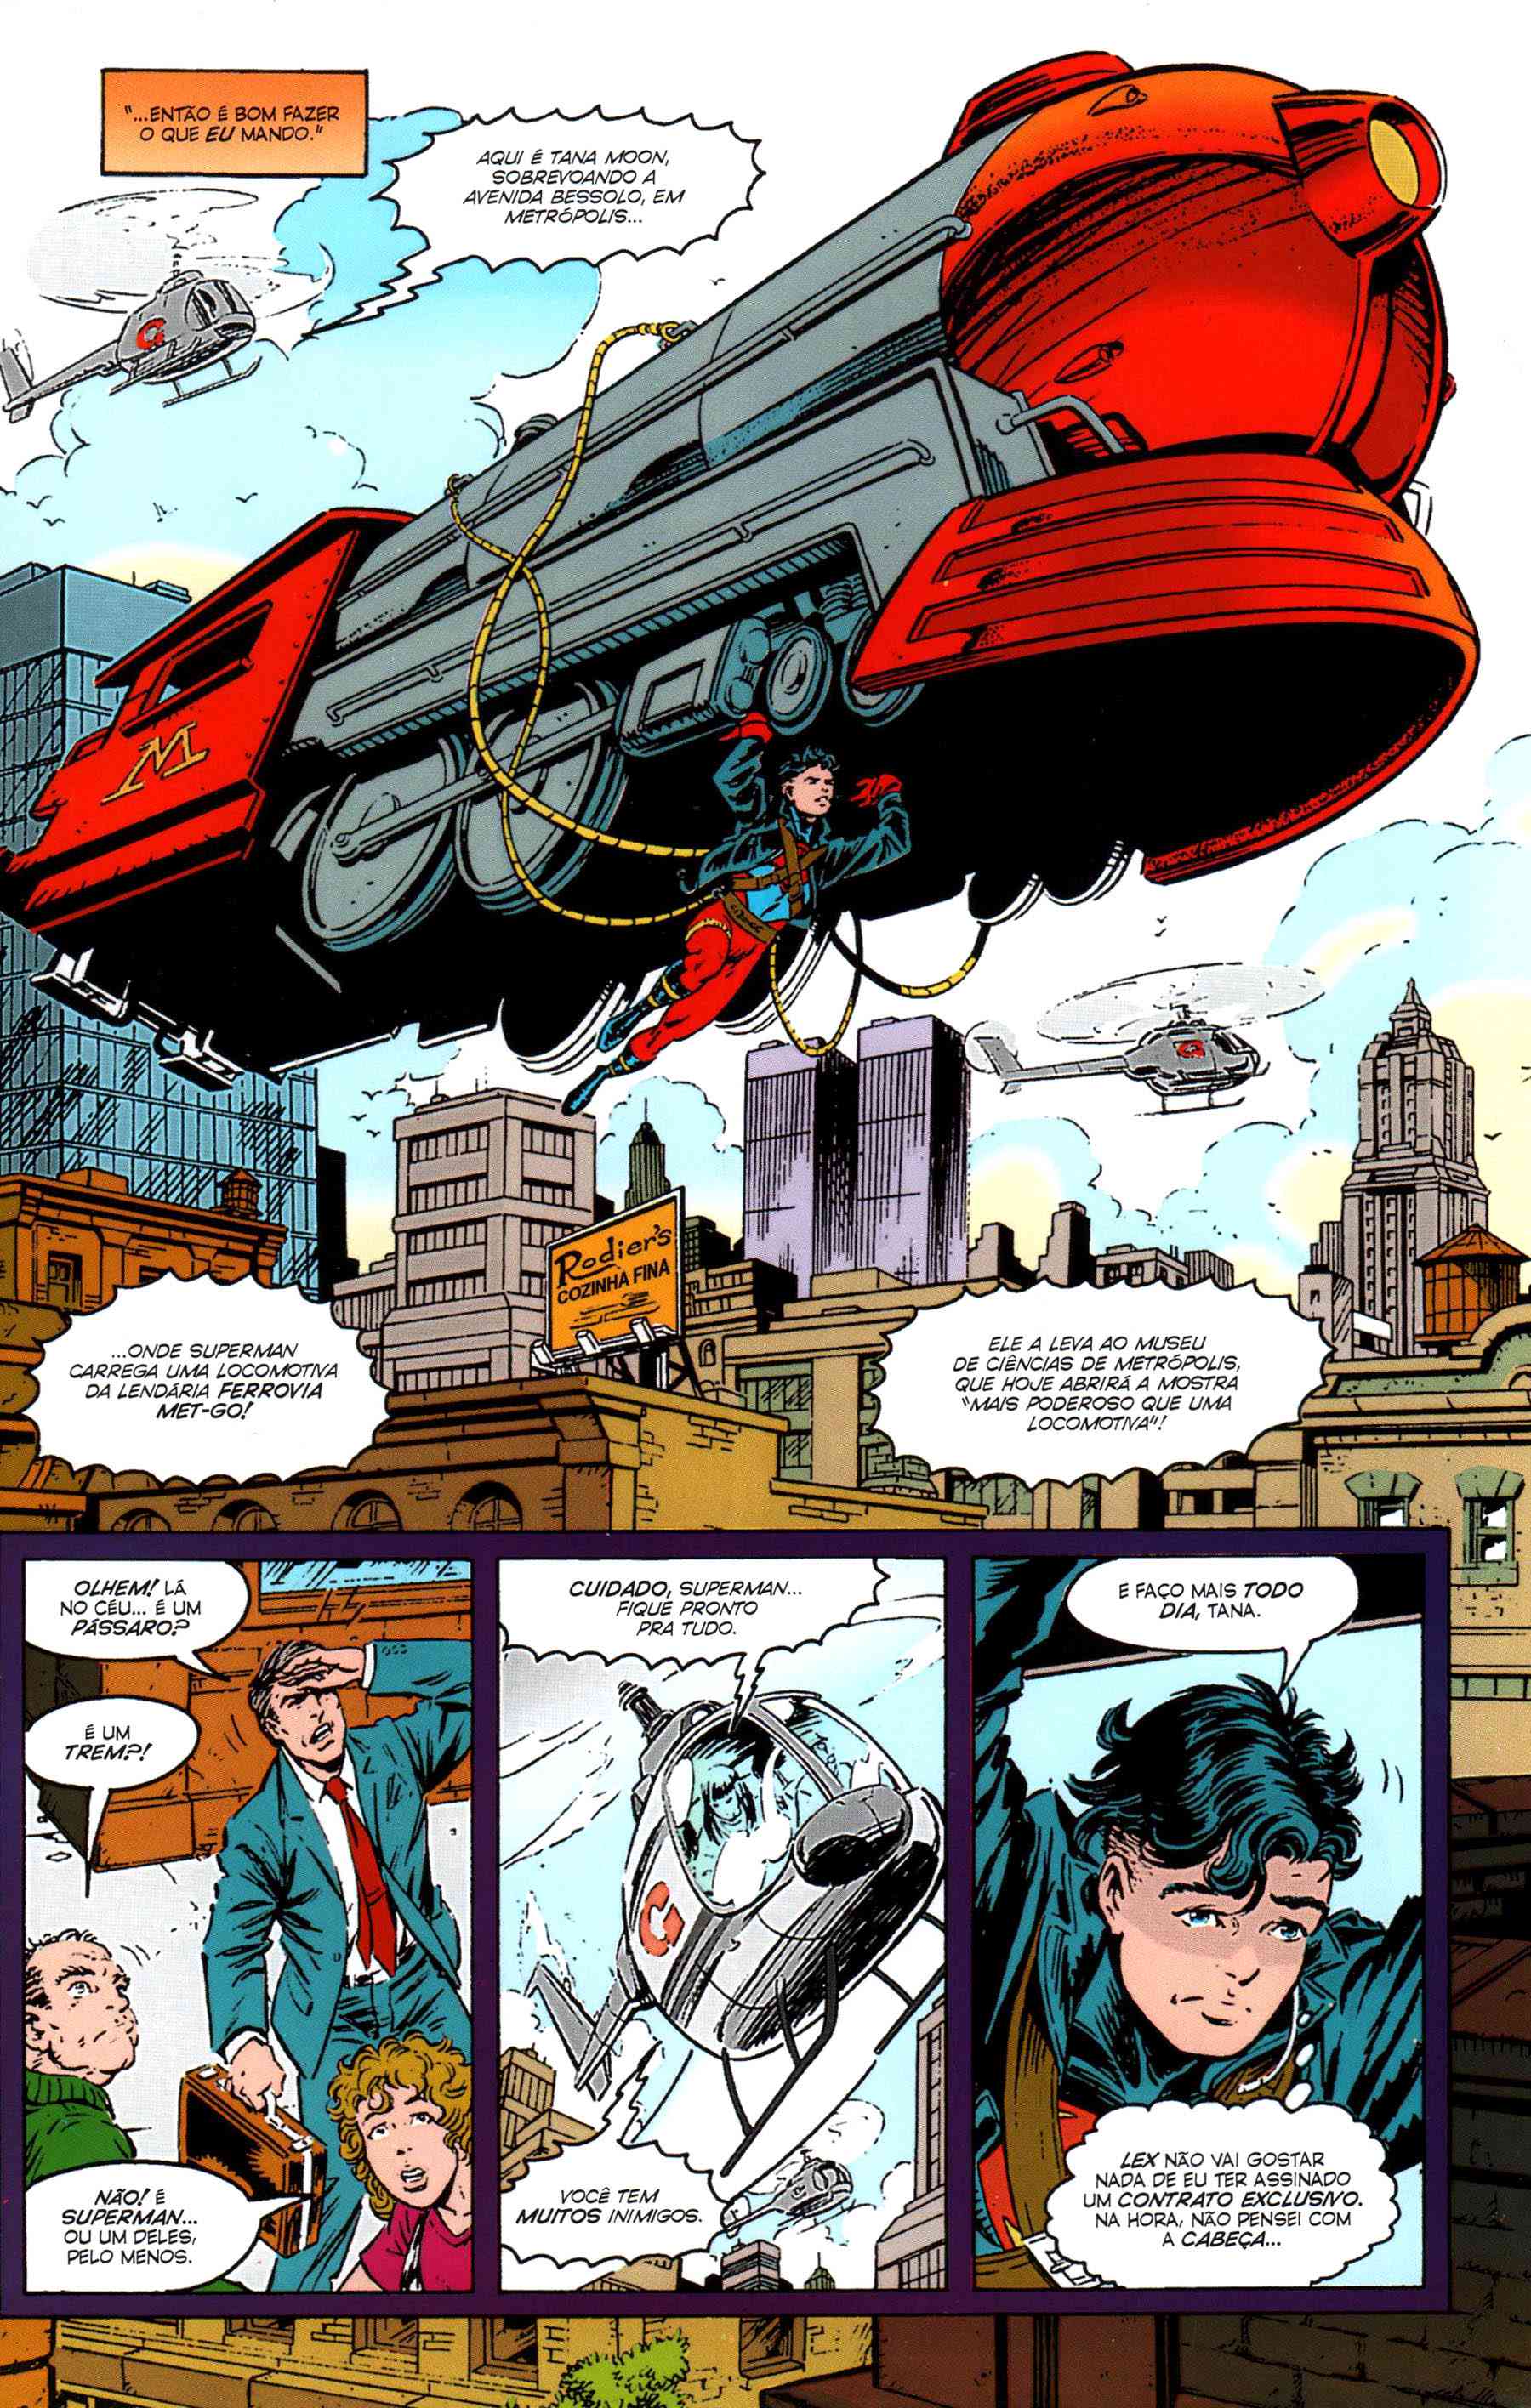 "...ENTÃO É BOM FAZER
O QUE EU MANDO."
AQUI É TANA MOON,
SOBREVOANDO A
AVENIDA BESSOLO, EM
METRÓPOLIS...
G
M
G
Rodier's
COZINHA FINA
...ONDE SUPERMAN
CARREGA UMA LOCOMOTIVA
DA LENDÁRIA FERROVIA
MET-GO!
ELE A LEVA AO MUSEU
DE CIÊNCIAS DE METRÓPOLIS,
QUE HOJE ABRIRÁ A MOSTRA
"MAIS PODEROSO QUE UMA
LOCOMOTIVA"!
OLHEM! LÁ
NO CÉU... É UM
PÁSSARO?
É UM
TREM?!
NÃO! É
SUPERMAN...
OU UM DELES,
PELO MENOS.
CUIDADO, SUPERMAN...
FIQUE PRONTO
PRA TUDO.
G
VOCÊ TEM
MUITOS INIMIGOS.
E FAÇO MAIS TODO
DIA, TANA.
LEX NÃO VAI GOSTAR
NADA DE EU TER ASSINADO
UM CONTRATO EXCLUSIVO.
NA HORA, NÃO PENSEI COM
A CABEÇA...